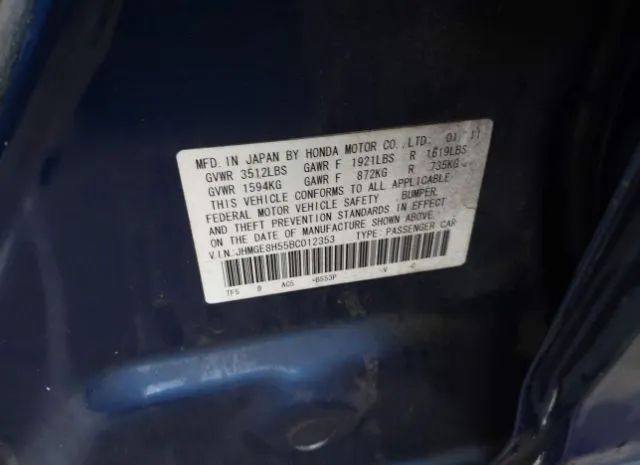 MFD. IN JAPAN BY HONDA MOTOR CO.,LTD. 01/11
GVWR 3512LBS GAWR F 1921LBS R 1619LBS
GVWR 1594KG GAWR F 872KG R 735KG
THIS VEHICLE CONFORMS TO ALL APPLICABLE
FEDERAL MOTOR VEHICLE SAFETY, BUMPER,
AND THEFT PREVENTION STANDARDS IN EFFECT
ON THE DATE OF MANUFACTURE SHOWN ABOVE.
V.I.N:JHMGE8H55BC012353 TYPE:PASSENGER CAR
TF5 0 AC5 -B553P -V -C